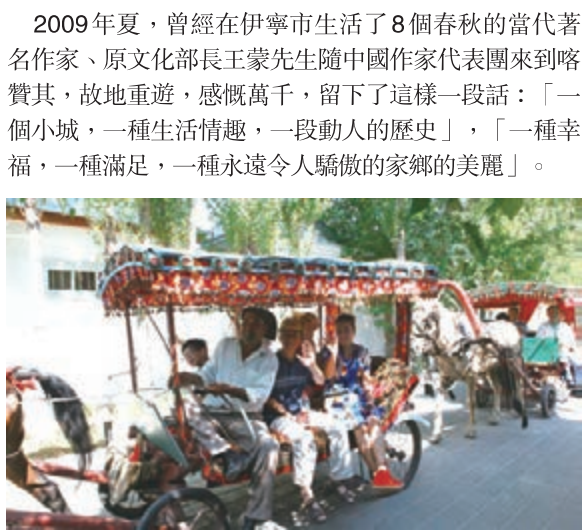 2009年夏，曾經在伊寧市生活了8個春秋的當代著
名作家、原文化部長王蒙先生隨中國作家代表團來到喀
贊其，故地重遊，感慨萬千，留下了這樣一段話：「一
個小城，一種生活情趣，一段動人的歷史」，「一種幸
福，一種滿足，一種永遠令人驕傲的家鄉的美麗」。